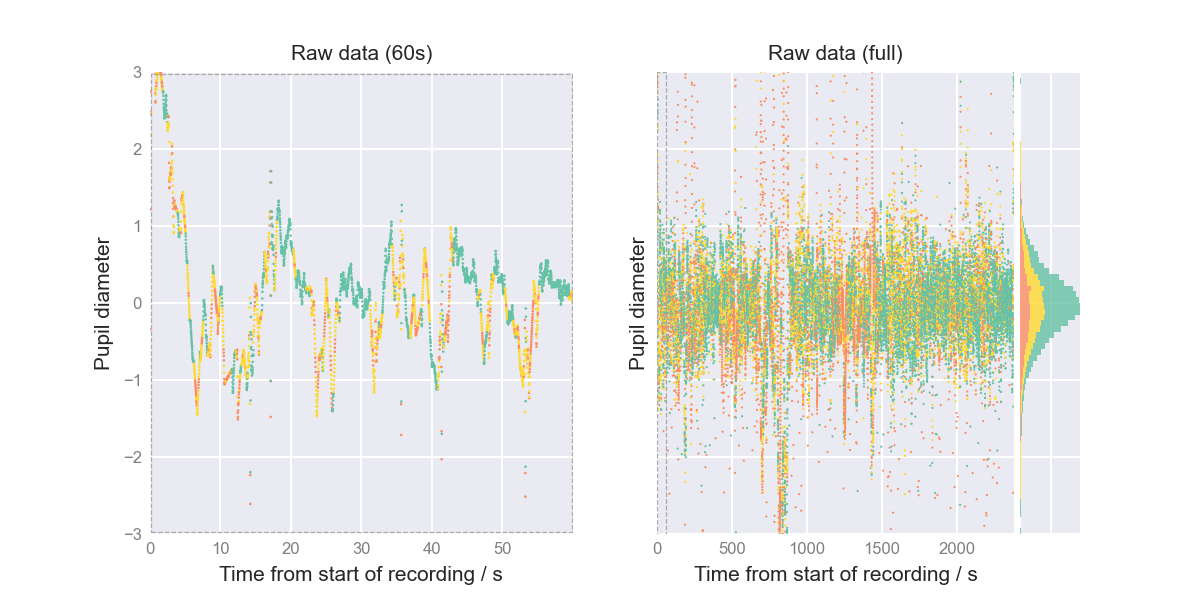 Raw data (60s)
Pupil diameter
3
2
1
0
−1
−2
−3
0 10 20 30 40 50
Time from start of recording / s
Raw data (full)
Pupil diameter
0 500 1000 1500 2000
Time from start of recording / s